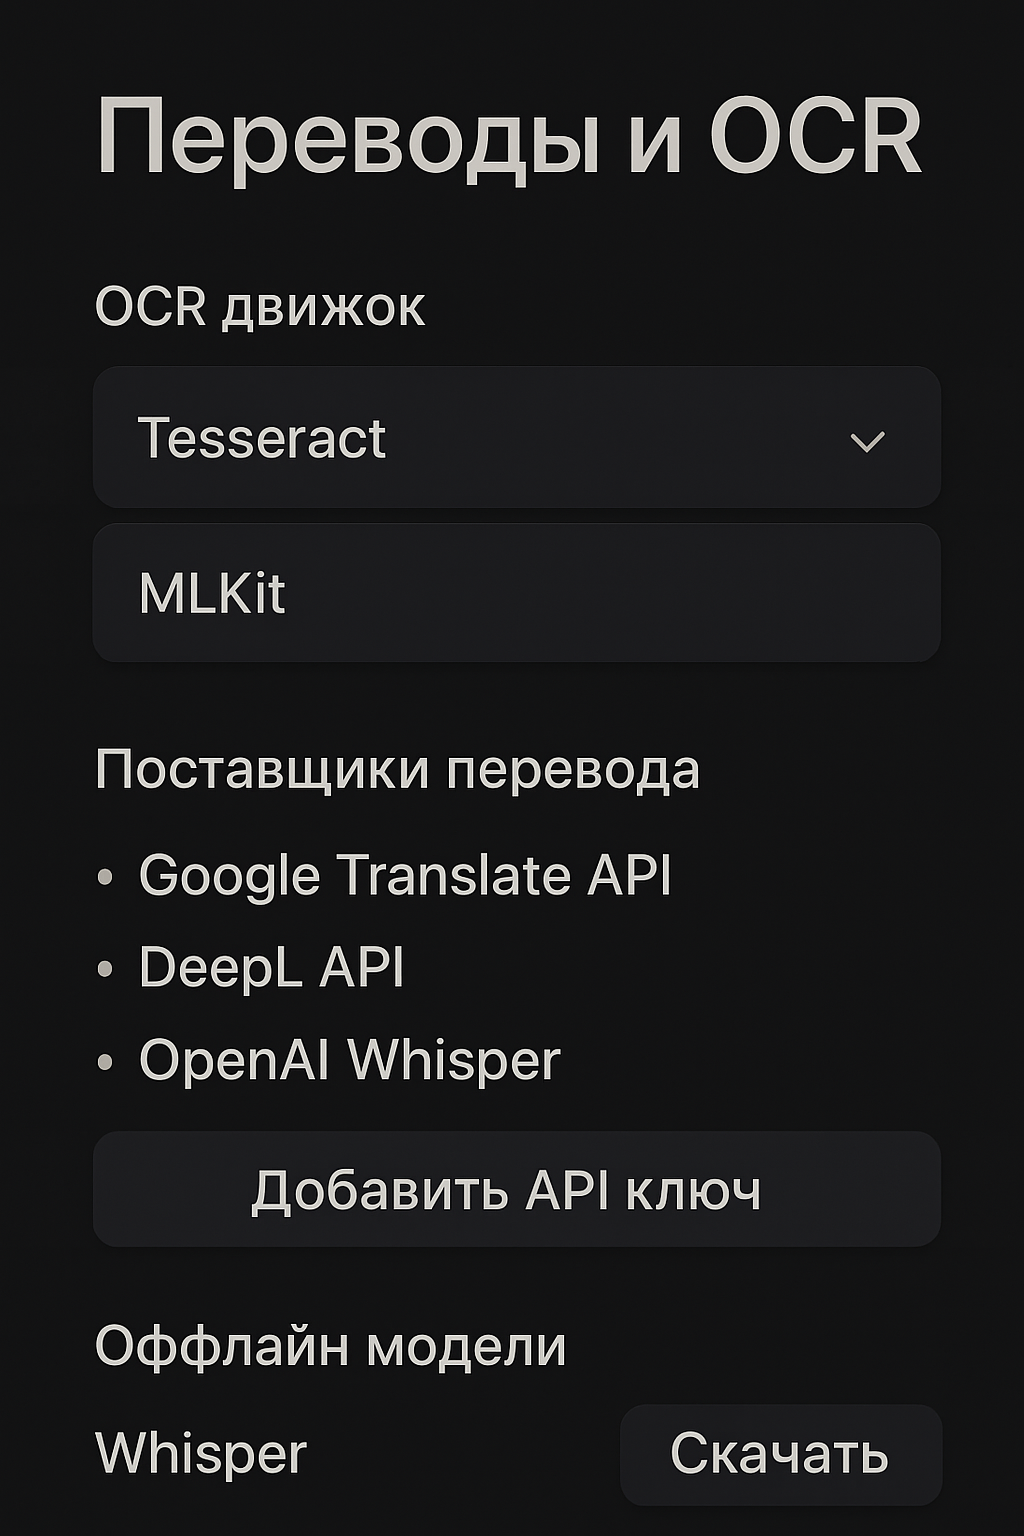 Переводы и OCR
OCR движок
Tesseract
MLKit
Поставщики перевода
• Google Translate API
• DeepL API
• OpenAI Whisper
Добавить API ключ
Оффлайн модели
Whisper
Скачать